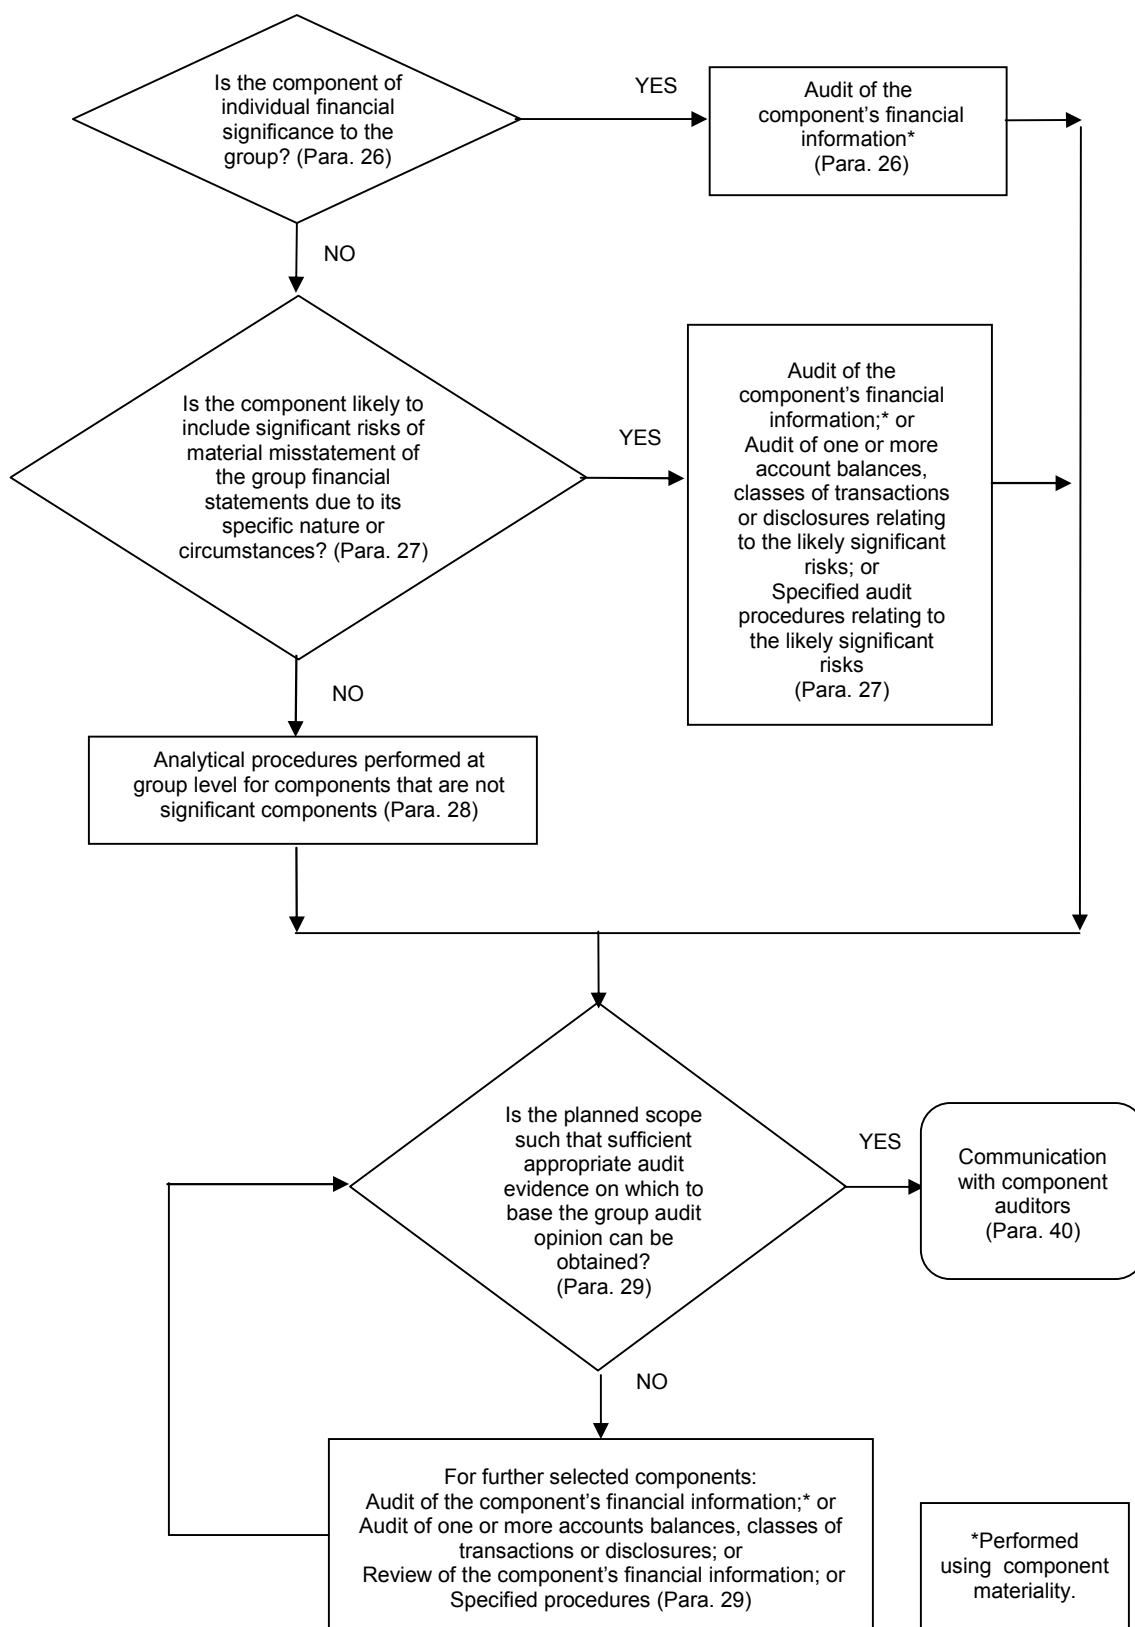 Is the component of
individual financial
significance to the
group? (Para. 26)
YES
Audit of the
component's financial
information*
(Para. 26)
NO
Is the component likely to
include significant risks of
material misstatement of
the group financial
statements due to its
specific nature or
circumstances? (Para. 27)
YES
Audit of the
component's financial
information;* or
Audit of one or more
account balances,
classes of transactions
or disclosures relating
to the likely significant
risks; or
Specified audit
procedures relating to
the likely significant
risks
(Para. 27)
NO
Analytical procedures performed at
group level for components that are not
significant components (Para. 28)
Is the planned scope
such that sufficient
appropriate audit
evidence on which to
base the group audit
opinion can be
obtained?
(Para. 29)
YES
Communication
with component
auditors
(Para. 40)
NO
For further selected components:
Audit of the component's financial information;* or
Audit of one or more accounts balances, classes of
transactions or disclosures; or
Review of the component's financial information; or
Specified procedures (Para. 29)
*Performed
using component
materiality.